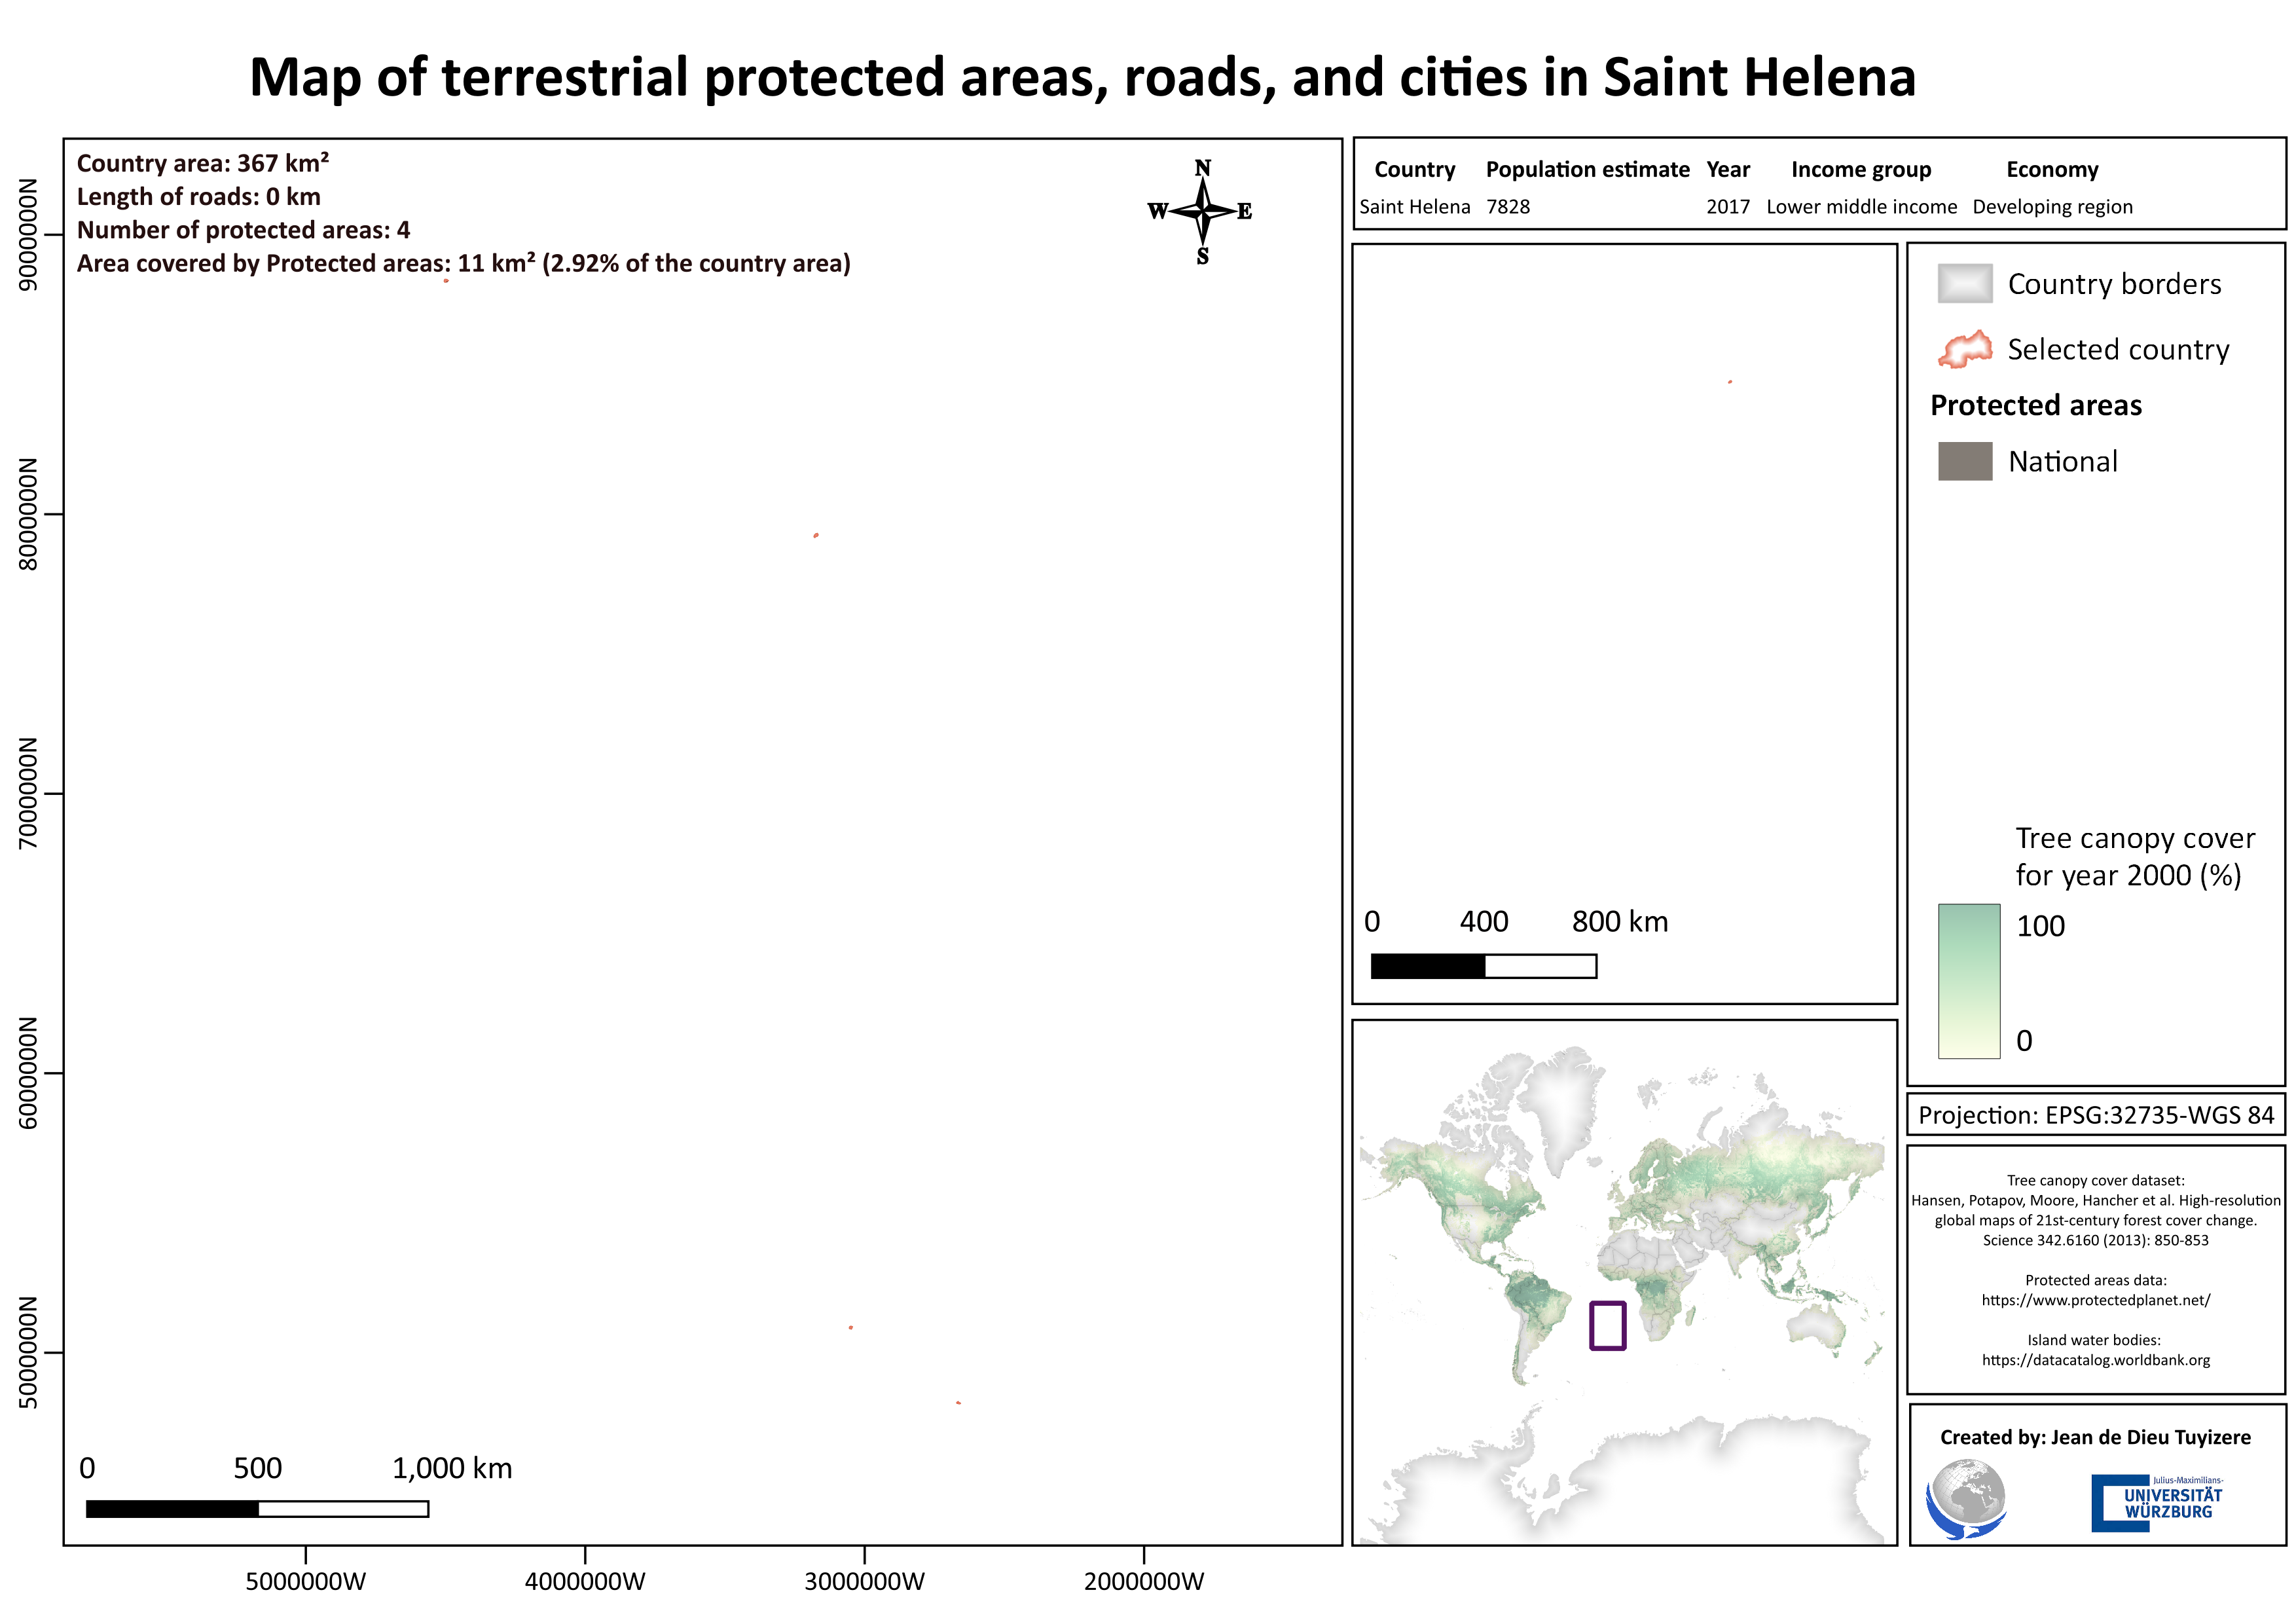 Map of terrestrial protected areas, roads, and cities in Saint Helena
Country area: 367 km²
Length of roads: 0 km
Number of protected areas: 4
Area covered by Protected areas: 11 km² (2.92% of the country area)
N
W E
S
9000000N
8000000N
7000000N
6000000N
5000000N
0 500 1,000 km
5000000W 4000000W 3000000W 2000000W
Country Population estimate Year Income group Economy
Saint Helena 7828 2017 Lower middle income Developing region
0 400 800 km
Country borders
Selected country
Protected areas
National
Tree canopy cover
for year 2000 (%)
100
0
Projection: EPSG:32735-WGS 84
Tree canopy cover dataset:
Hansen, Potapov, Moore, Hancher et al. High-resolution
global maps of 21st-century forest cover change.
Science 342.6160 (2013): 850-853
Protected areas data:
https://www.protectedplanet.net/
Island water bodies:
https://datacatalog.worldbank.org
Created by: Jean de Dieu Tuyizere
Julius-Maximilians-
UNIVERSITÄT
WÜRZBURG